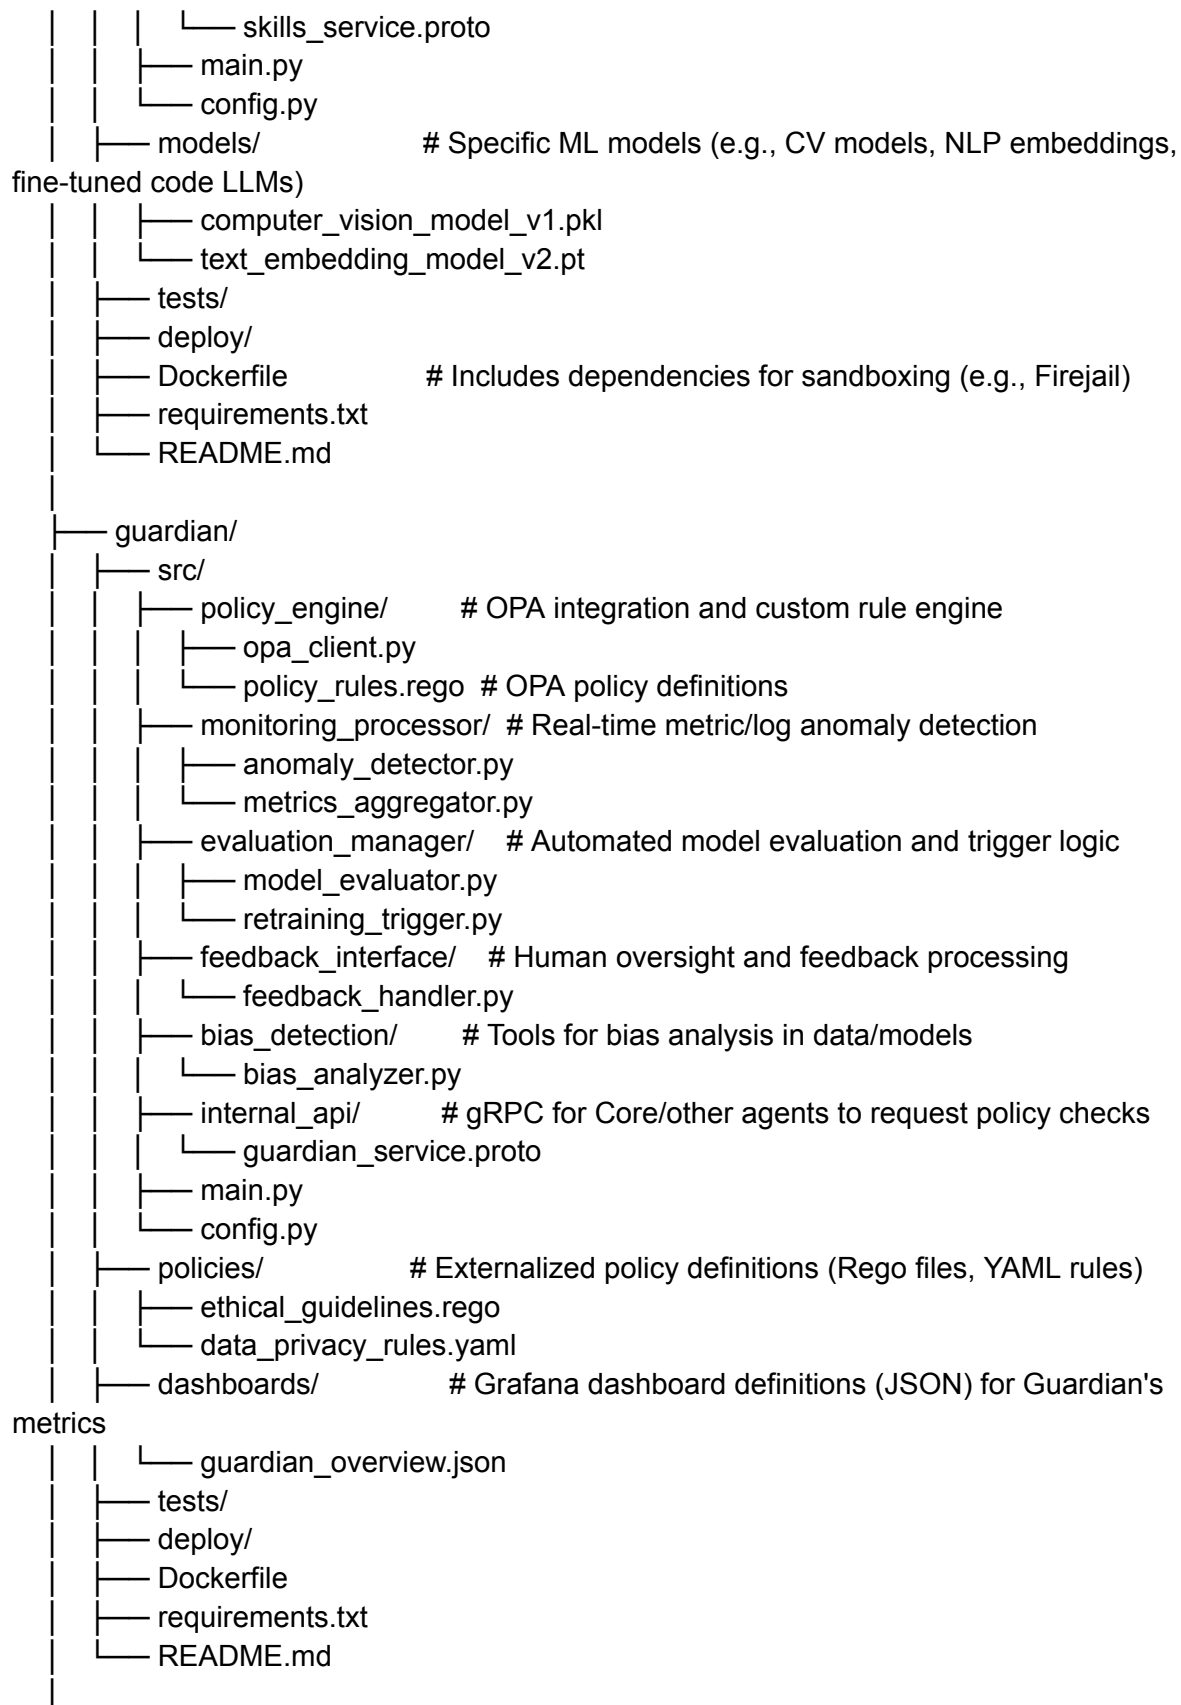 │ │ │ └── skills_service.proto
│ │ ├── main.py
│ │ └── config.py
│ ├── models/ # Specific ML models (e.g., CV models, NLP embeddings,
fine-tuned code LLMs)
│ │ ├── computer_vision_model_v1.pkl
│ │ └── text_embedding_model_v2.pt
│ ├── tests/
│ ├── deploy/
│ ├── Dockerfile # Includes dependencies for sandboxing (e.g., Firejail)
│ ├── requirements.txt
│ └── README.md
│
├── guardian/
│ ├── src/
│ │ ├── policy_engine/ # OPA integration and custom rule engine
│ │ │ ├── opa_client.py
│ │ │ └── policy_rules.rego # OPA policy definitions
│ │ ├── monitoring_processor/ # Real-time metric/log anomaly detection
│ │ │ ├── anomaly_detector.py
│ │ │ └── metrics_aggregator.py
│ │ ├── evaluation_manager/ # Automated model evaluation and trigger logic
│ │ │ ├── model_evaluator.py
│ │ │ └── retraining_trigger.py
│ │ ├── feedback_interface/ # Human oversight and feedback processing
│ │ │ └── feedback_handler.py
│ │ ├── bias_detection/ # Tools for bias analysis in data/models
│ │ │ └── bias_analyzer.py
│ │ ├── internal_api/ # gRPC for Core/other agents to request policy checks
│ │ │ └── guardian_service.proto
│ │ ├── main.py
│ │ └── config.py
│ ├── policies/ # Externalized policy definitions (Rego files, YAML rules)
│ │ ├── ethical_guidelines.rego
│ │ └── data_privacy_rules.yaml
│ ├── dashboards/ # Grafana dashboard definitions (JSON) for Guardian's
metrics
│ │ └── guardian_overview.json
│ ├── tests/
│ ├── deploy/
│ ├── Dockerfile
│ ├── requirements.txt
│ └── README.md
│